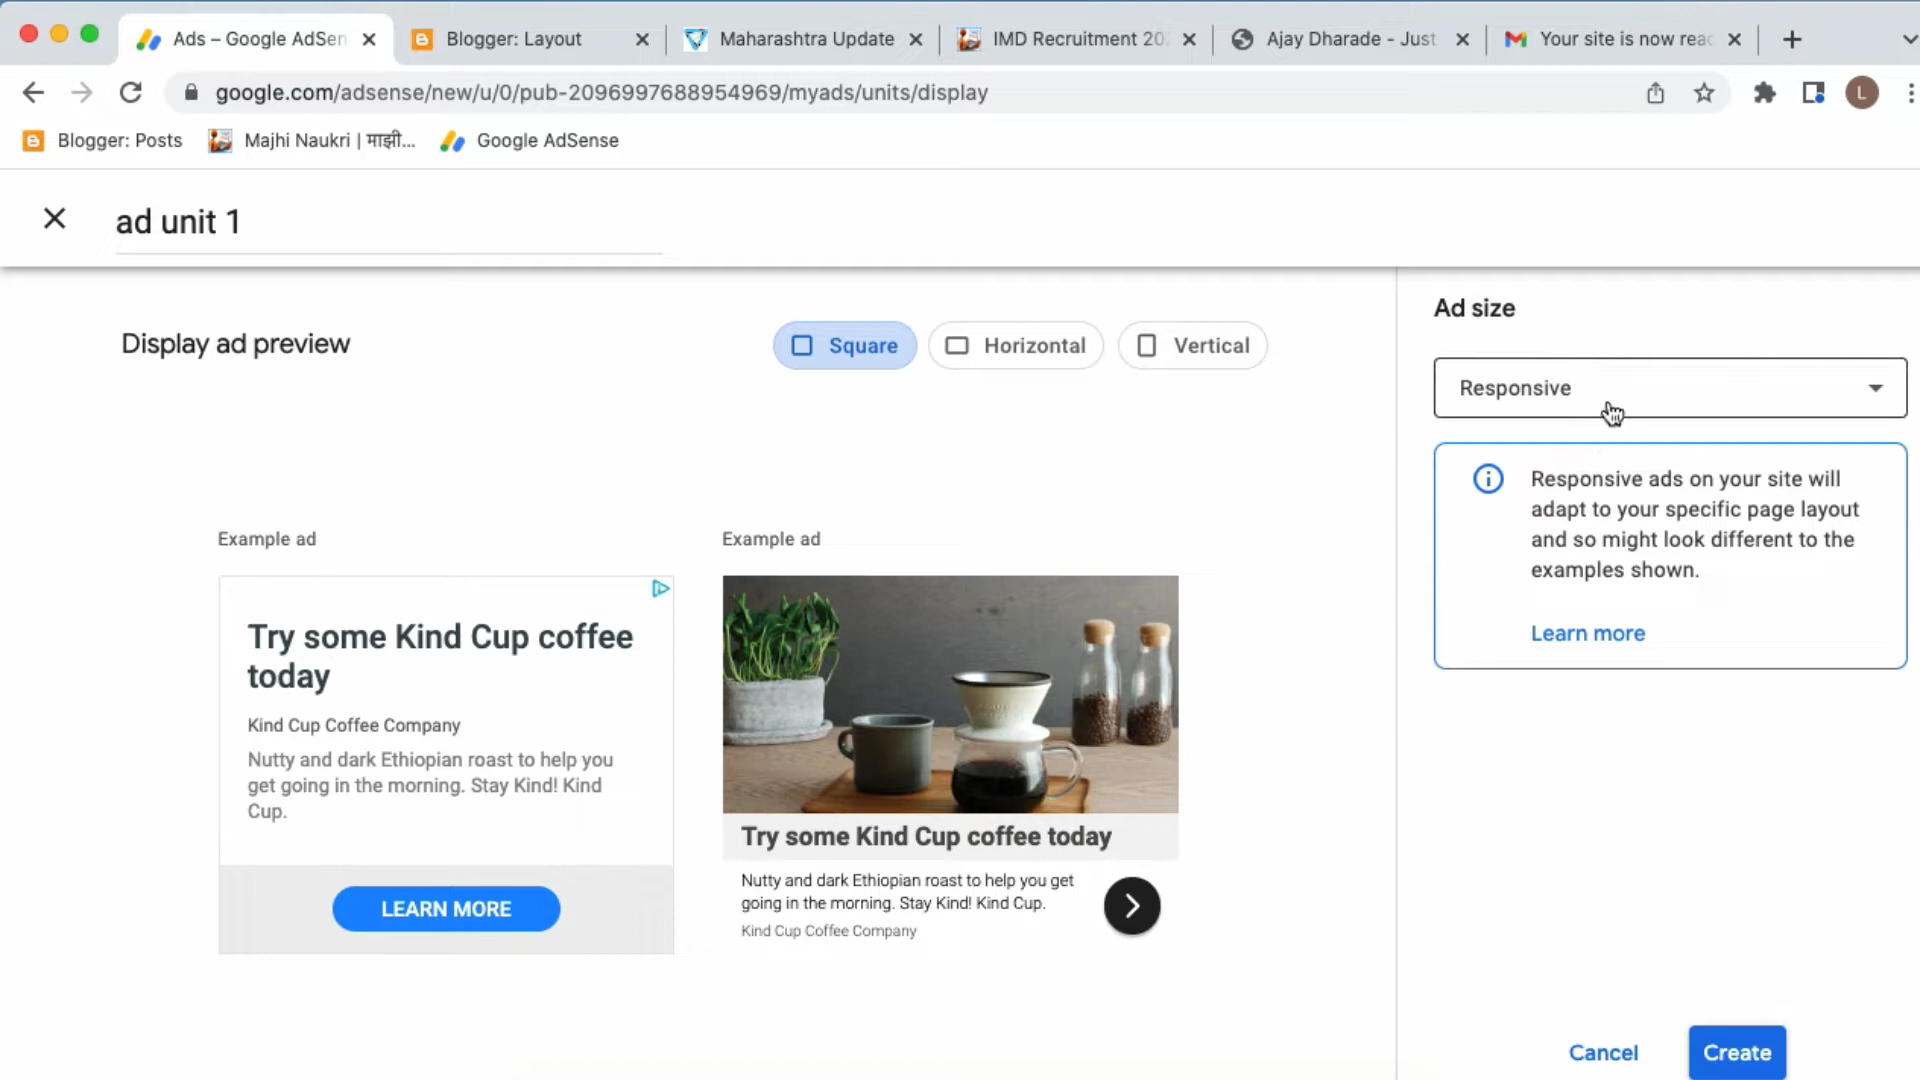 Ads – Google AdSen
Blogger: Layout
Maharashtra Update
IMD Recruitment 202
Ajay Dharade - Just
Your site is now read
google.com/adsense/new/u/0/pub-2096997688954969/myads/units/display
L
Blogger: Posts
Majhi Naukri | माझी...
Google AdSense
ad unit 1
Display ad preview
Square
Horizontal
Vertical
Example ad
Try some Kind Cup coffee
today
Kind Cup Coffee Company
Nutty and dark Ethiopian roast to help you
get going in the morning. Stay Kind! Kind
Cup.
LEARN MORE
Example ad
Try some Kind Cup coffee today
Nutty and dark Ethiopian roast to help you get
going in the morning. Stay Kind! Kind Cup.
Kind Cup Coffee Company
Ad size
Responsive
Responsive ads on your site will
adapt to your specific page layout
and so might look different to the
examples shown.
Learn more
Cancel
Create